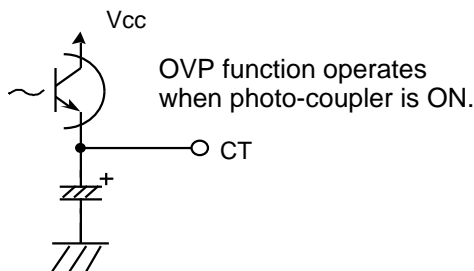 Vcc
OVP function operates
when photo-coupler is ON.
CT
+